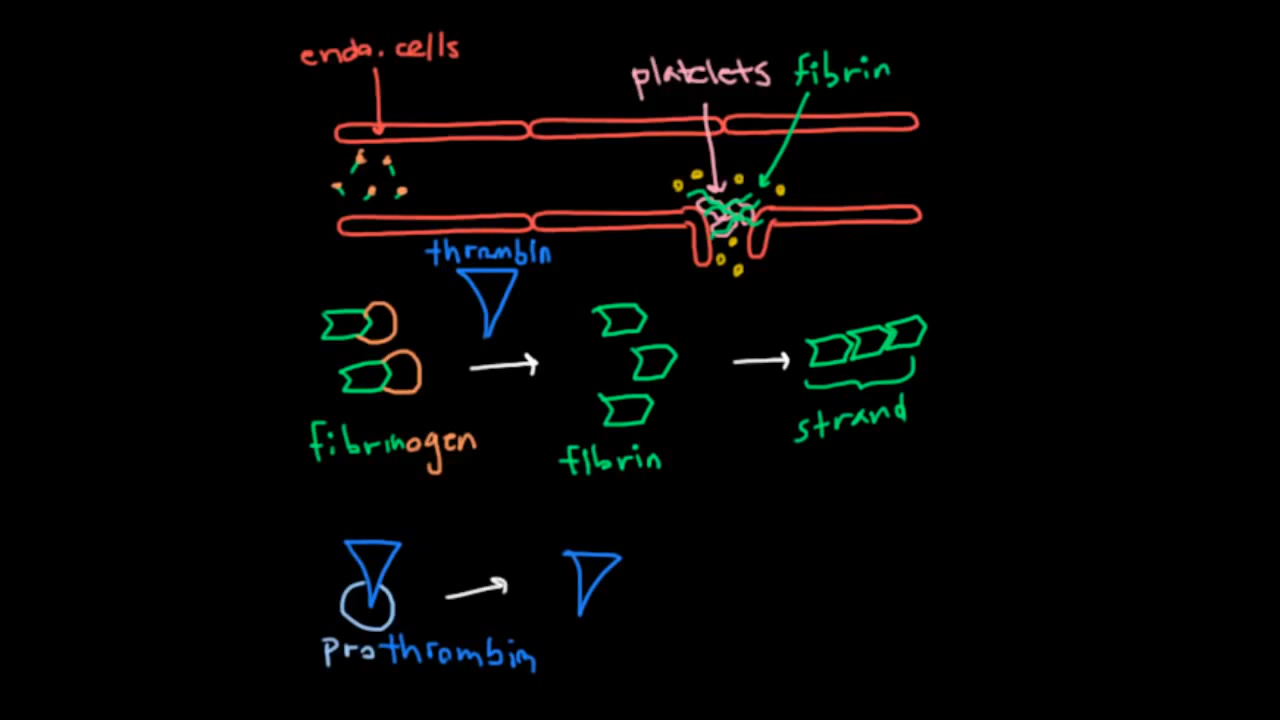 endo. cells
platelets fibrin
thrombin
fibrinogen
fibrin
strand
prothrombin